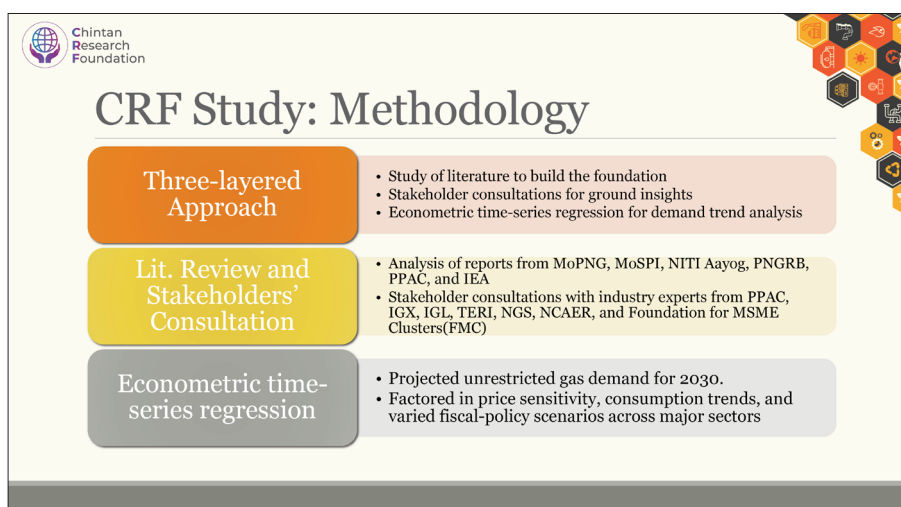 Chintan
Research
Foundation
CRF Study: Methodology
Three-layered
Approach
• Study of literature to build the foundation
• Stakeholder consultations for ground insights
• Econometric time-series regression for demand trend analysis
Lit. Review and
Stakeholders’
Consultation
• Analysis of reports from MoPNG, MoSPI, NITI Aayog, PNGRB,
PPAC, and IEA
• Stakeholder consultations with industry experts from PPAC,
IGX, IGL, TERI, NGS, NCAER, and Foundation for MSME
Clusters(FMC)
Econometric time-
series regression
• Projected unrestricted gas demand for 2030.
• Factored in price sensitivity, consumption trends, and
varied fiscal-policy scenarios across major sectors